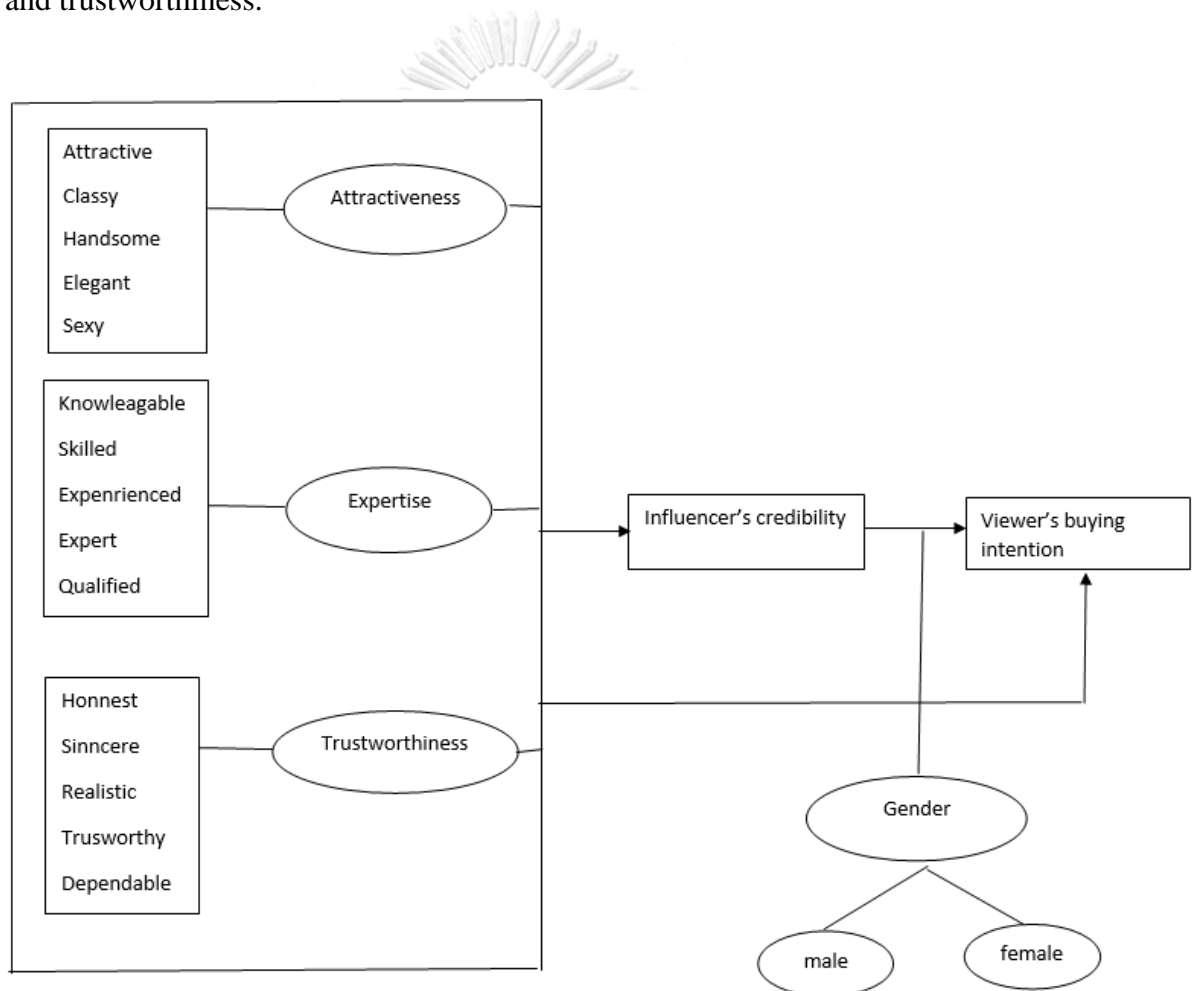 and trustworthiness.
Attractive
Classy
Handsome
Elegant
Sexy
Attractiveness
Knowleagable
Skilled
Expenrienced
Expert
Qualified
Expertise
Honnest
Sinncere
Realistic
Trusworthy
Dependable
Trustworthiness
Influencer's credibility
Viewer's buying
intention
Gender
male
female